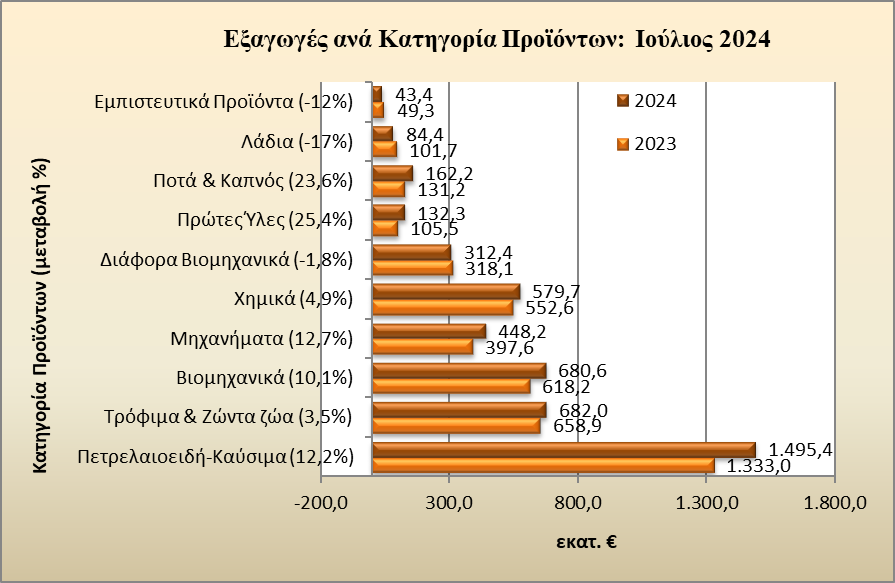 Εξαγωγές ανά Κατηγορία Προϊόντων: Ιούλιος 2024
Κατηγορία Προϊόντων (μεταβολή %)
2024
2023
Εμπιστευτικά Προϊόντα (-12%)
43,4
49,3
Λάδια (-17%)
84,4
101,7
Ποτά & Καπνός (23,6%)
162,2
131,2
Πρώτες Ύλες (25,4%)
132,3
105,5
Διάφορα Βιομηχανικά (-1,8%)
312,4
318,1
Χημικά (4,9%)
579,7
552,6
Μηχανήματα (12,7%)
448,2
397,6
Βιομηχανικά (10,1%)
680,6
618,2
Τρόφιμα & Ζώντα ζώα (3,5%)
682,0
658,9
Πετρελαιοειδή-Καύσιμα (12,2%)
1.495,4
1.333,0
-200,0 300,0 800,0 1.300,0 1.800,0
εκατ. €